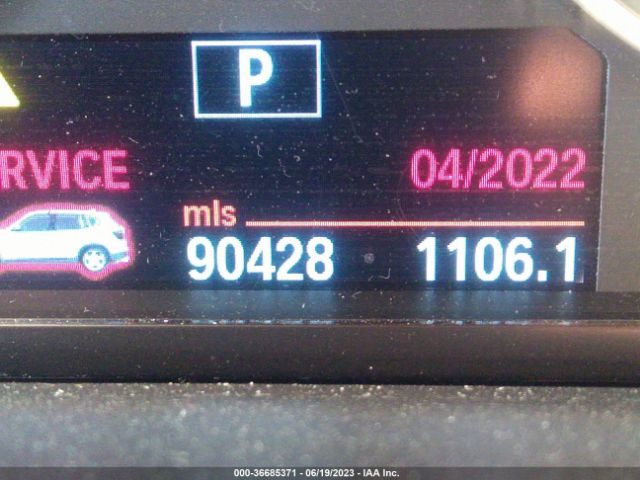 P
RVICE 04/2022
mls
90428 1106.1
000-36685371 - 06/19/2023 - IAA Inc.